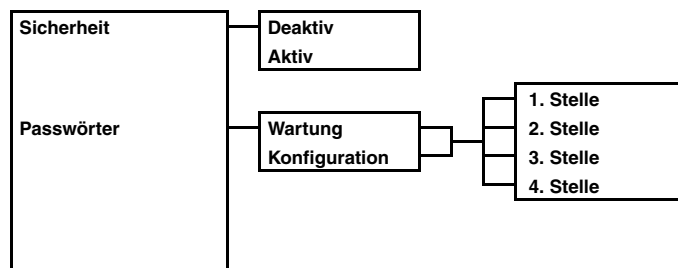 Sicherheit
Deaktiv
Aktiv
Passwörter
Wartung
Konfiguration
1. Stelle
2. Stelle
3. Stelle
4. Stelle